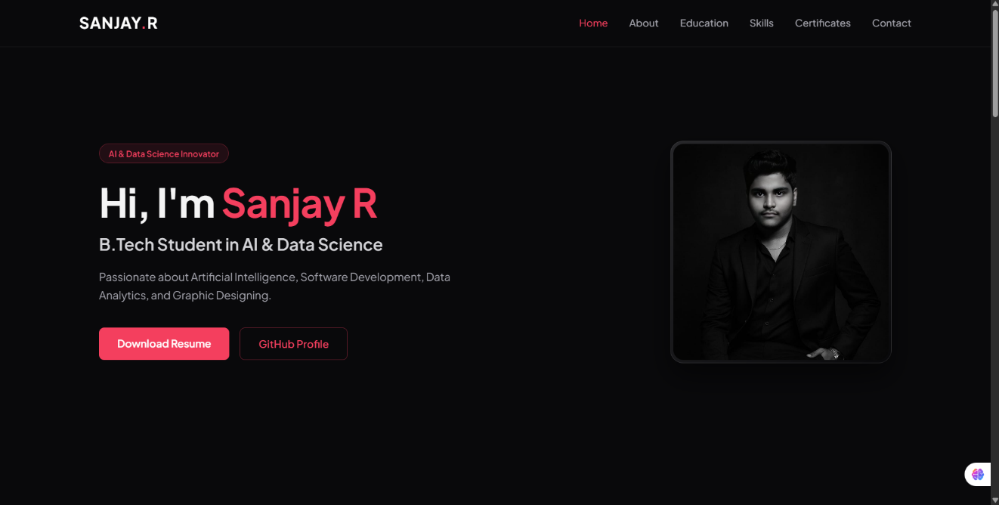 SANJAY.R
Home
About
Education
Skills
Certificates
Contact
AI & Data Science Innovator
Hi, I'm Sanjay R
B.Tech Student in AI & Data Science
Passionate about Artificial Intelligence, Software Development, Data
Analytics, and Graphic Designing.
Download Resume
GitHub Profile